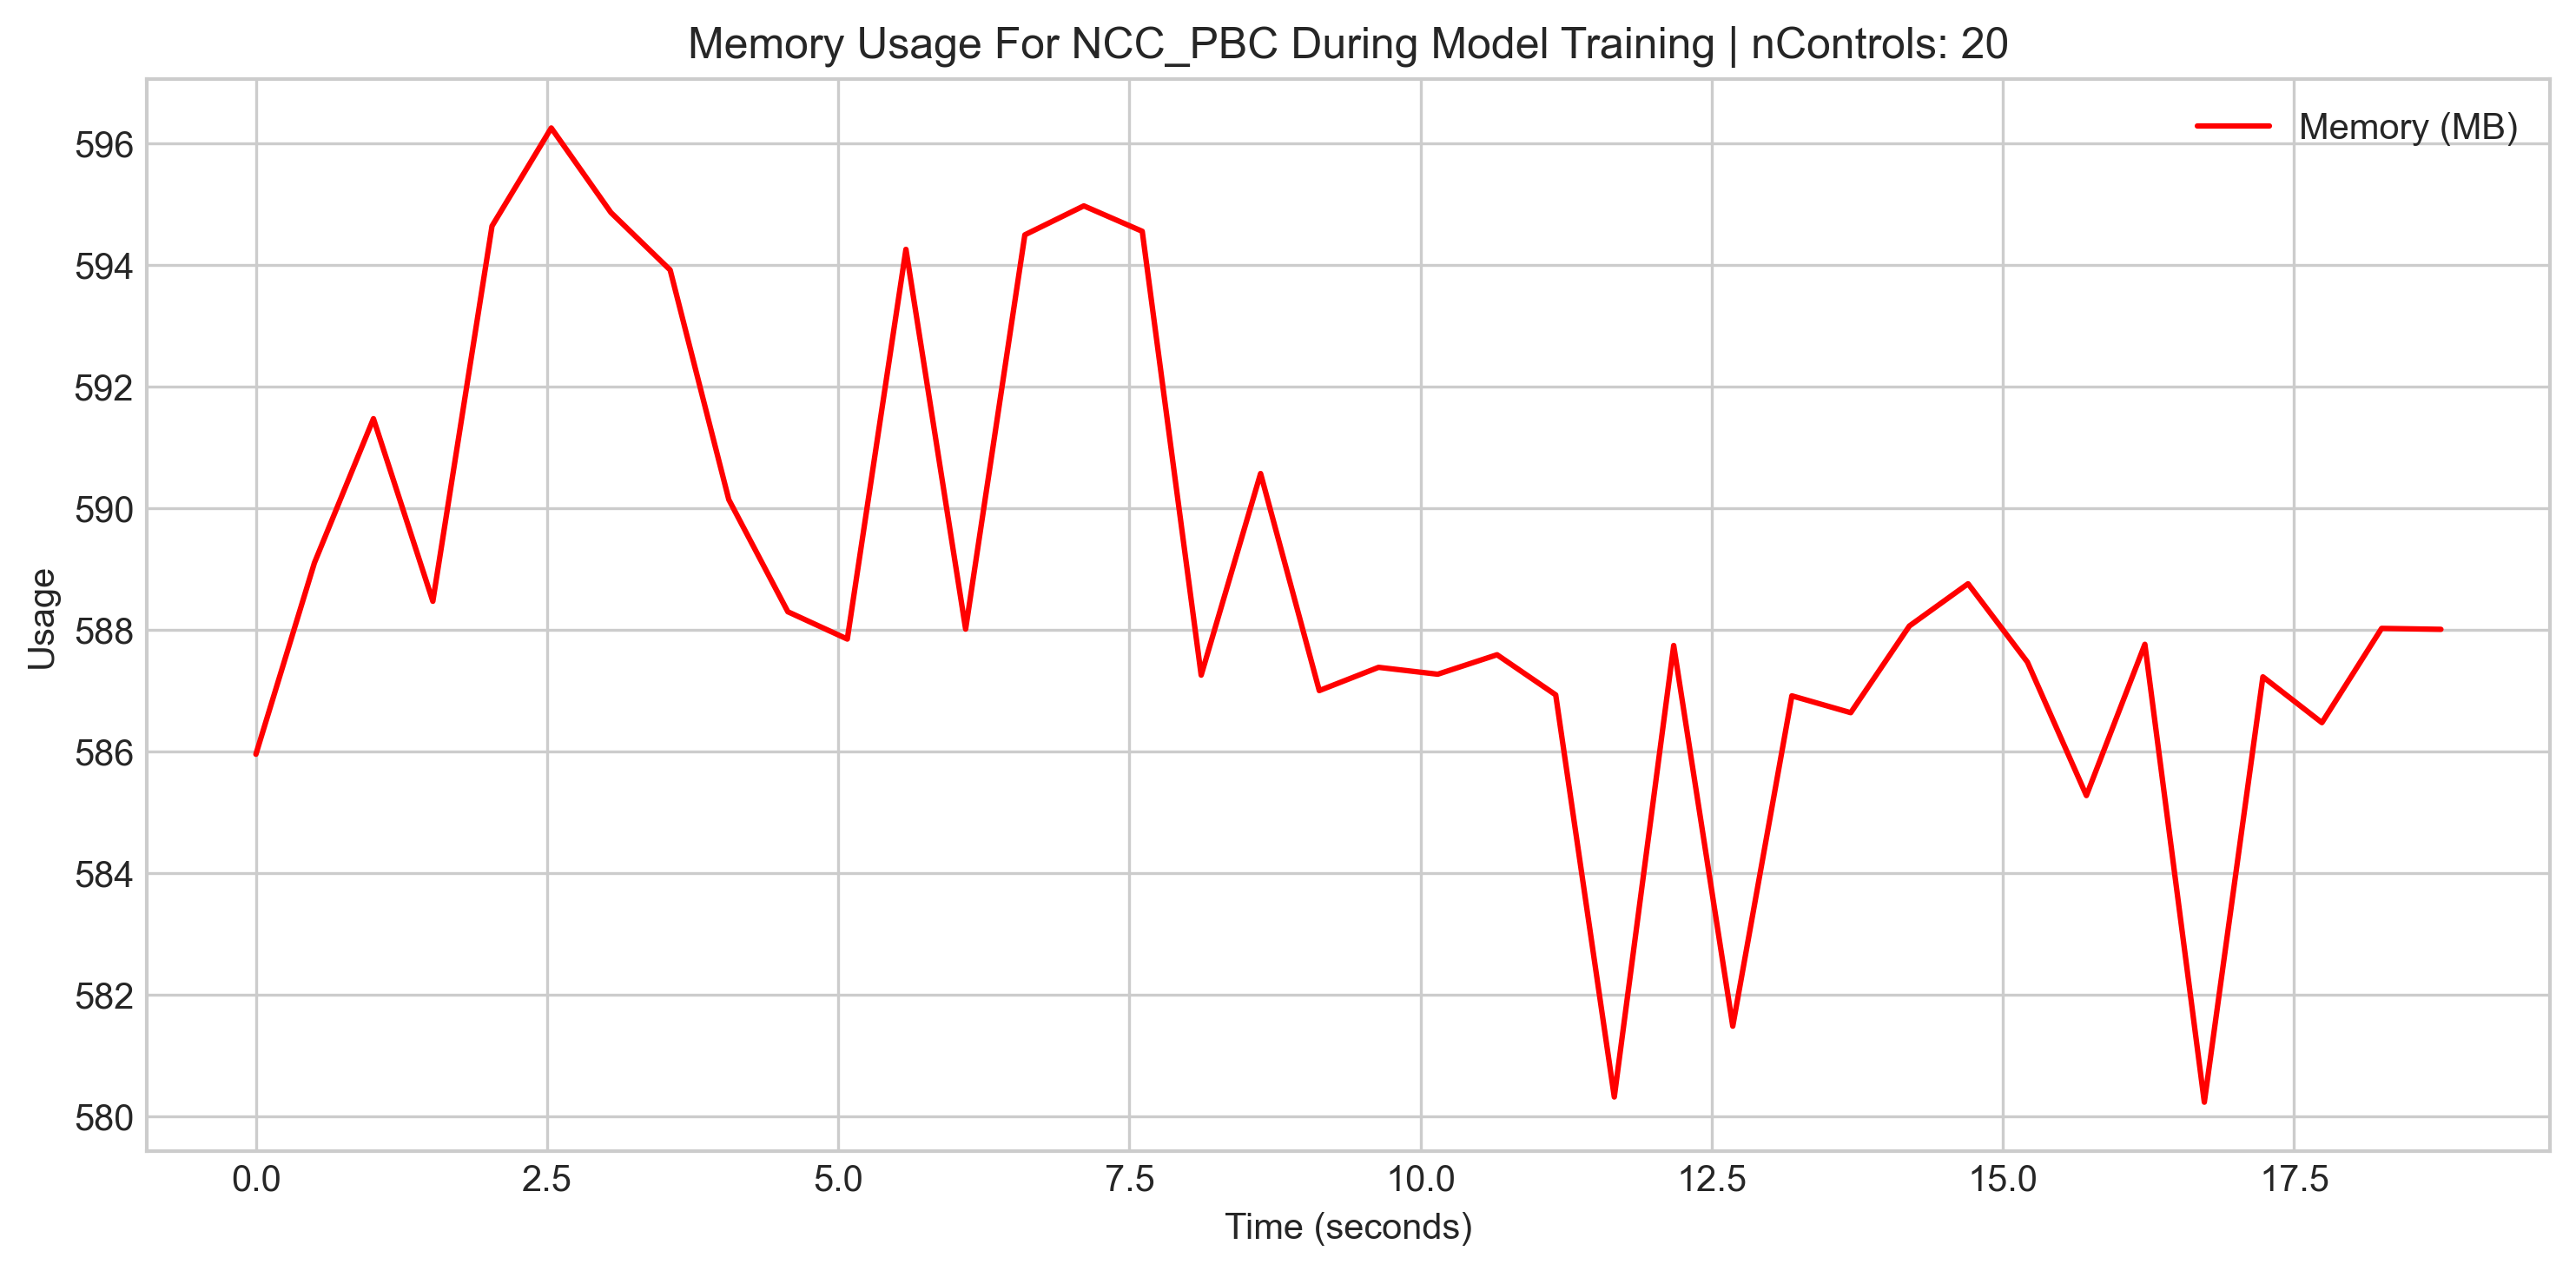 Memory Usage For NCC_PBC During Model Training | nControls: 20
Memory (MB)
Usage
596
594
592
590
588
586
584
582
580
0.0 2.5 5.0 7.5 10.0 12.5 15.0 17.5
Time (seconds)